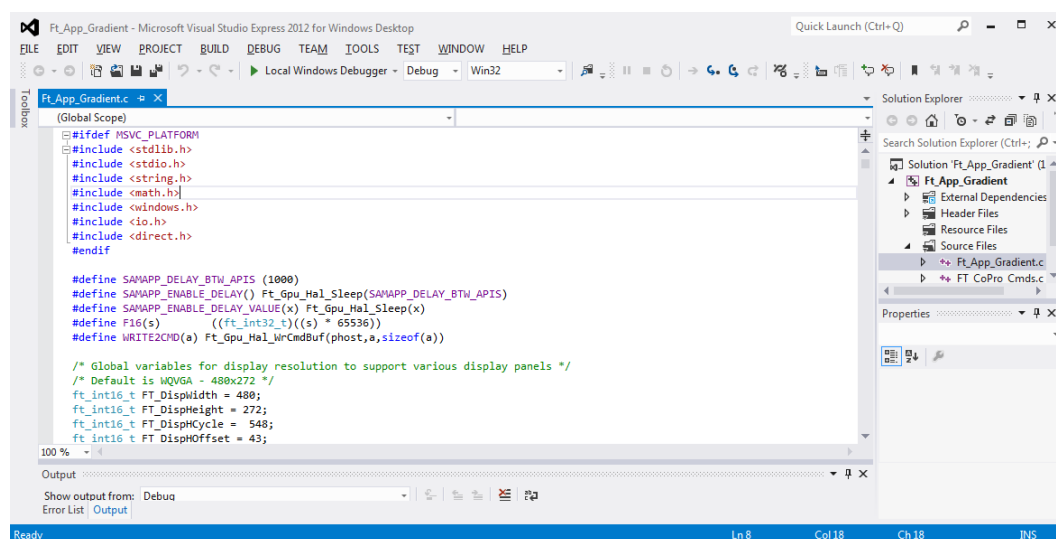 Ft_App_Gradient - Microsoft Visual Studio Express 2012 for Windows Desktop
Quick Launch (Ctrl+Q)
FILE EDIT VIEW PROJECT BUILD DEBUG TEAM TOOLS TEST WINDOW HELP
Local Windows Debugger Debug Win32
Toolbox
Ft_App_Gradient.c
(Global Scope)
#ifdef MSVC_PLATFORM
#include <stdlib.h>
#include <stdio.h>
#include <string.h>
#include <math.h>
#include <windows.h>
#include <io.h>
#include <direct.h>
#endif
#define SAMAPP_DELAY_BTW_APIS (1000)
#define SAMAPP_ENABLE_DELAY() Ft_Gpu_Hal_Sleep(SAMAPP_DELAY_BTW_APIS)
#define SAMAPP_ENABLE_DELAY_VALUE(x) Ft_Gpu_Hal_Sleep(x)
#define F16(s) ((ft_int32_t)((s) * 65536))
#define WRITE2CMD(a) Ft_Gpu_Hal_WrCmdBuf(phost,a,sizeof(a))
/* Global variables for display resolution to support various display panels */
/* Default is WQVGA - 480x272 */
ft_int16_t FT_DispWidth = 480;
ft_int16_t FT_DispHeight = 272;
ft_int16_t FT_DispHCycle = 548;
ft_int16_t FT_DispHOffset = 43;
100 %
Output
Show output from: Debug
Error List Output
Solution Explorer
Search Solution Explorer (Ctrl+;
Solution 'Ft_App_Gradient' (1
Ft_App_Gradient
External Dependencies
Header Files
Resource Files
Source Files
Ft_App_Gradient.c
FT_CoPro_Cmds.c
Properties
Ready Ln 8 Col 18 Ch 18 INS